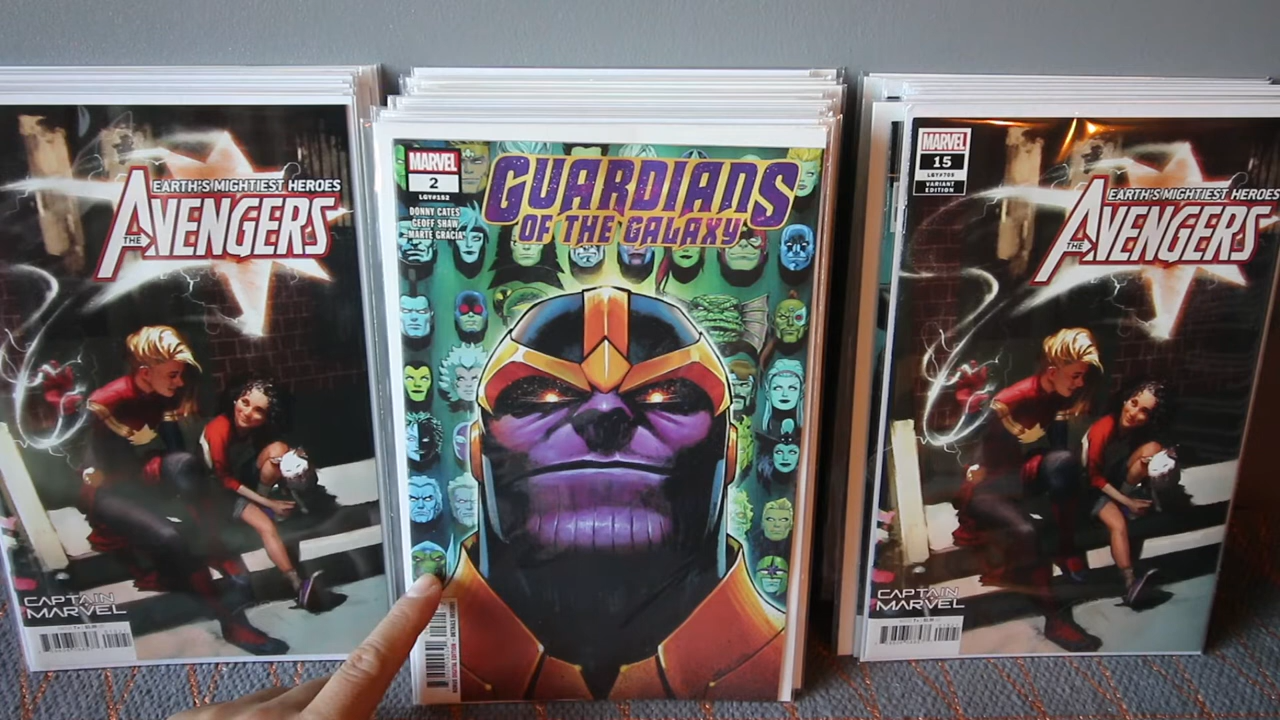 EARTH'S MIGHTIEST HEROES
THE AVENGERS
CAPTAIN
MARVEL
MARVEL
2
LGY#152
DONNY CATES
GEOFF SHAW
MARTE GRACIA
GUARDIANS
OF THE GALAXY
MARVEL
15
LGY#705
VARIANT
EDITION
EARTH'S MIGHTIEST HEROES
THE AVENGERS
CAPTAIN
MARVEL